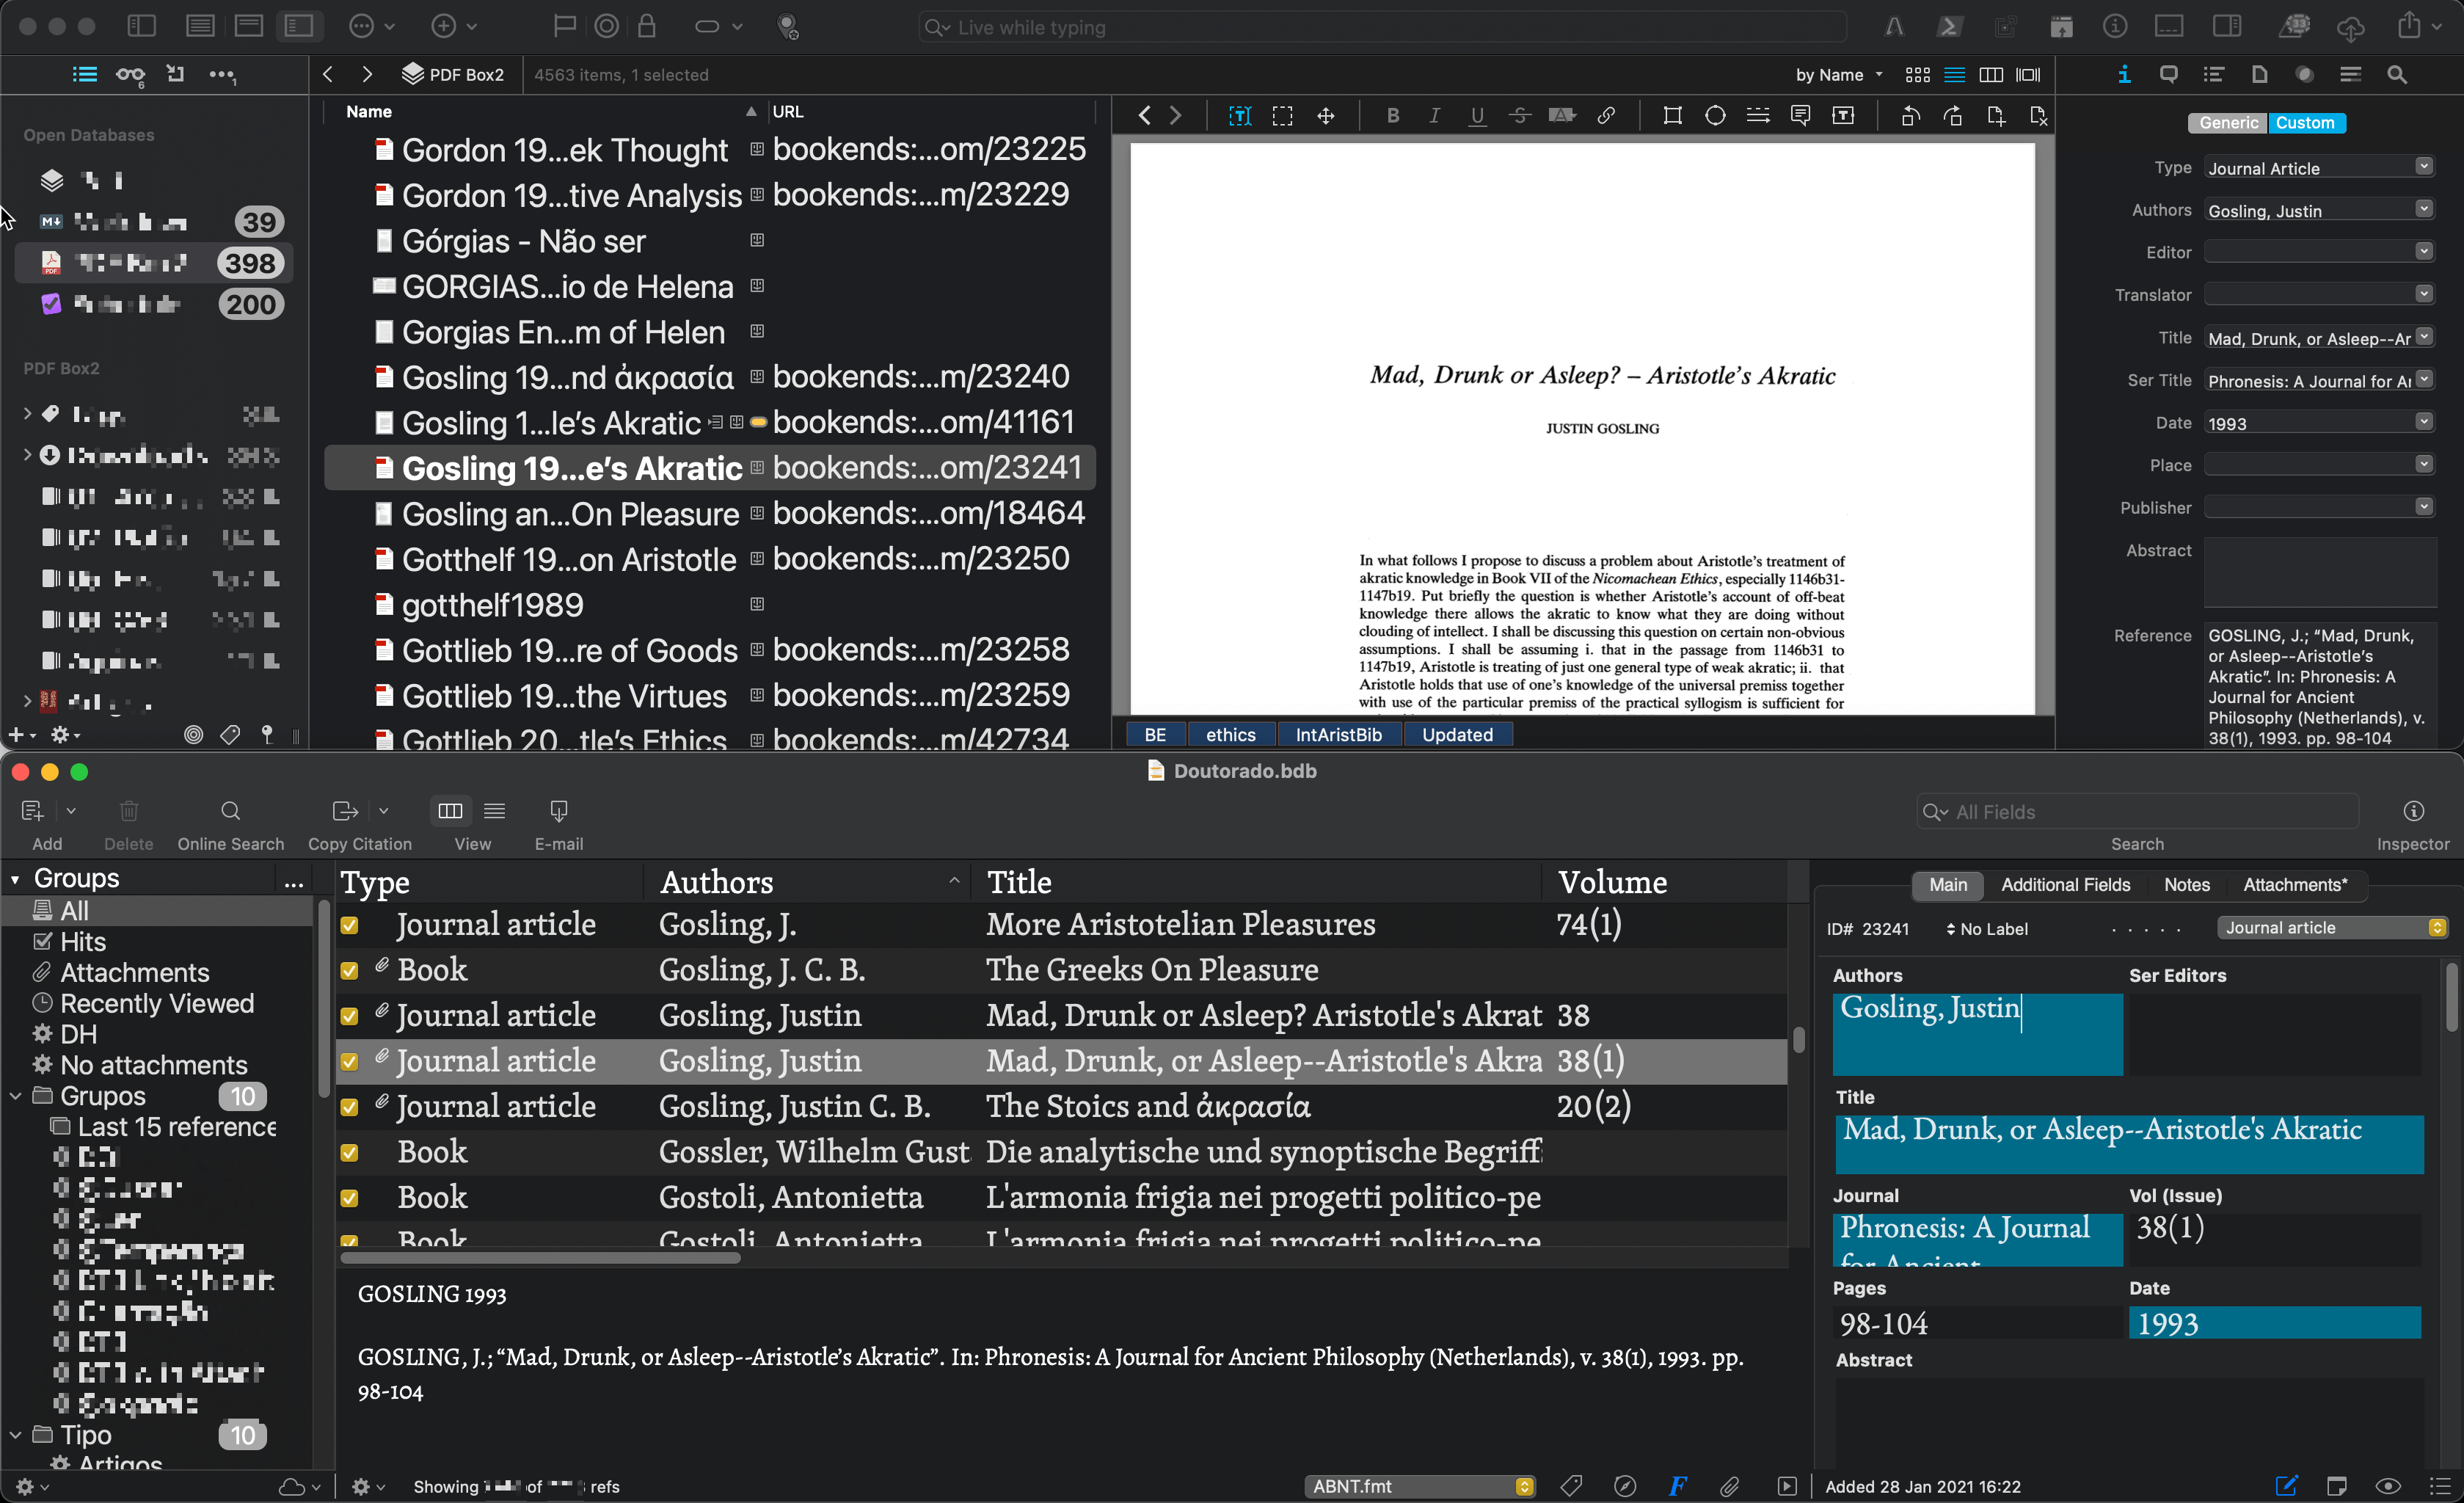 Live while typing
33
6
1
PDF Box2
4563 items, 1 selected
by Name
Open Databases
39
398
200
PDF Box2
Name
URL
Gordon 19...ek Thought bookends:...om/23225
Gordon 19...tive Analysis bookends:...m/23229
Górgias - Não ser
GORGIAS...io de Helena
Gorgias En...m of Helen
Gosling 19...nd ἀκρασία bookends:...m/23240
Gosling 1...le's Akratic bookends:...om/41161
Gosling 19...e's Akratic bookends:...om/23241
Gosling an...On Pleasure bookends:...om/18464
Gotthelf 19...on Aristotle bookends:...m/23250
gotthelf1989
Gottlieb 19...re of Goods bookends:...m/23258
Gottlieb 19...the Virtues bookends:...m/23259
Gottlieb 20...tle's Ethics bookends:...m/42734
Mad, Drunk or Asleep? – Aristotle's Akratic
JUSTIN GOSLING
In what follows I propose to discuss a problem about Aristotle's treatment of
akratic knowledge in Book VII of the Nicomachean Ethics, especially 1146b31-
1147b19. Put briefly the question is whether Aristotle's account of off-beat
knowledge there allows the akratic to know what they are doing without
clouding of intellect. I shall be discussing this question on certain non-obvious
assumptions. I shall be assuming i. that in the passage from 1146b31 to
1147b19, Aristotle is treating of just one general type of weak akratic; ii. that
Aristotle holds that use of one's knowledge of the universal premiss together
with use of the particular premiss of the practical syllogism is sufficient for
BE
ethics
IntAristBib
Updated
Generic
Custom
Type Journal Article
Authors Gosling, Justin
Editor
Translator
Title Mad, Drunk, or Asleep--Ar
Ser Title Phronesis: A Journal for Ar
Date 1993
Place
Publisher
Abstract
Reference GOSLING, J.; “Mad, Drunk,
or Asleep--Aristotle's
Akratic”. In: Phronesis: A
Journal for Ancient
Philosophy (Netherlands), v.
38(1), 1993. pp. 98-104
Doutorado.bdb
Add
Delete
Online Search
Copy Citation
View
E-mail
All Fields
Search
Inspector
Groups
...
All
Hits
Attachments
Recently Viewed
DH
No attachments
Grupos 10
Last 15 reference
Tipo 10
Artigos
Type Authors Title Volume
Journal article Gosling, J. More Aristotelian Pleasures 74(1)
Book Gosling, J. C. B. The Greeks On Pleasure
Journal article Gosling, Justin Mad, Drunk or Asleep? Aristotle's Akrat 38
Journal article Gosling, Justin Mad, Drunk, or Asleep--Aristotle's Akra 38(1)
Journal article Gosling, Justin C. B. The Stoics and ἀκρασία 20(2)
Book Gossler, Wilhelm Gust Die analytische und synoptische Begriff
Book Gostoli, Antonietta L'armonia frigia nei progetti politico-pe
Book Gostoli, Antonietta L'armonia frigia nei progetti politico-pe
GOSLING 1993
GOSLING, J.; “Mad, Drunk, or Asleep--Aristotle's Akratic”. In: Phronesis: A Journal for Ancient Philosophy (Netherlands), v. 38(1), 1993. pp.
98-104
Showing of refs
ABNT.fmt
Main
Additional Fields
Notes
Attachments*
ID# 23241
No Label
Journal article
Authors
Ser Editors
Gosling, Justin
Title
Mad, Drunk, or Asleep--Aristotle's Akratic
Journal
Vol (Issue)
Phronesis: A Journal
for Ancient
38(1)
Pages
Date
98-104
1993
Abstract
Added 28 Jan 2021 16:22